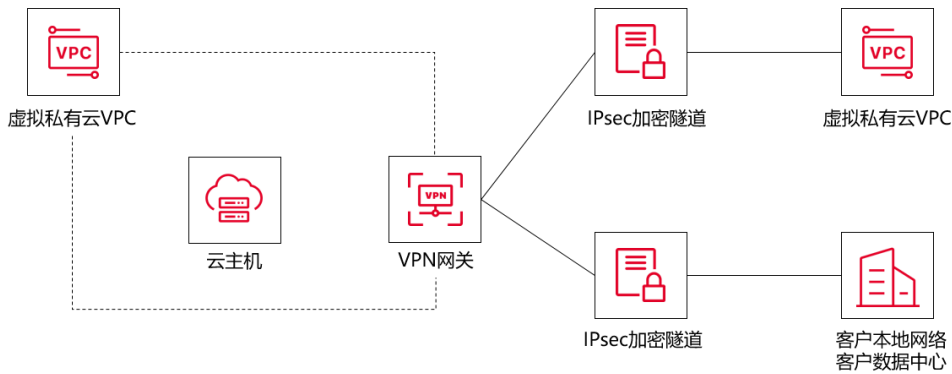 VPC
虚拟私有云VPC
云主机
VPN
VPN网关
IPsec加密隧道
VPC
虚拟私有云VPC
IPsec加密隧道
客户本地网络
客户数据中心